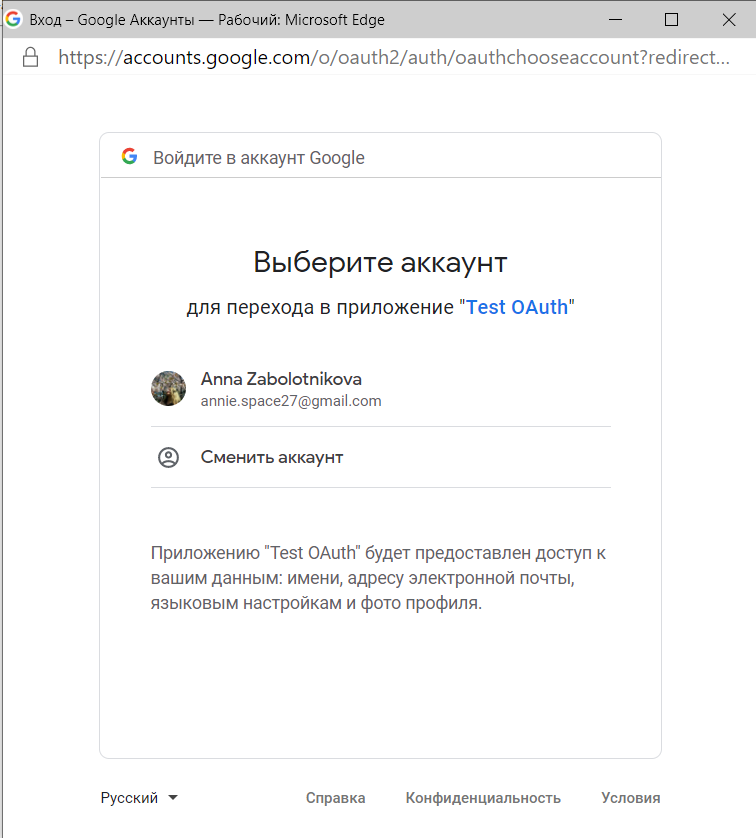 Вход – Google Аккаунты — Рабочий: Microsoft Edge
https://accounts.google.com/o/oauth2/auth/oauthchooseaccount?redirect...
Войдите в аккаунт Google
Выберите аккаунт
для перехода в приложение "Test OAuth"
Anna Zabolotnikova
annie.space27@gmail.com
Сменить аккаунт
Приложению "Test OAuth" будет предоставлен доступ к
вашим данным: имени, адресу электронной почты,
языковым настройкам и фото профиля.
Русский Справка Конфиденциальность Условия